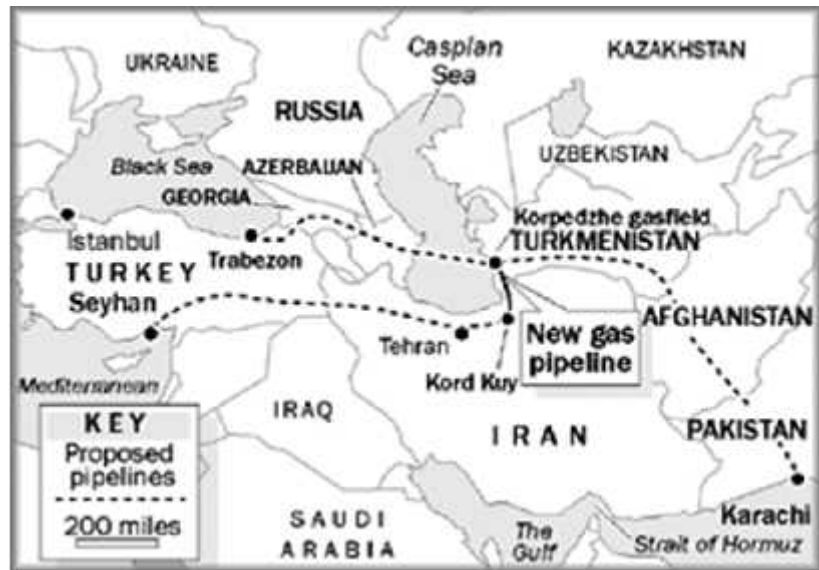 Caspian
Sea
KAZAKHSTAN
UKRAINE
RUSSIA
UZBEKISTAN
Black Sea
AZERBAIJAN
GEORGIA
Korpedzhe gasfield
TURKMENISTAN
Istanbul
Trabezon
TURKEY
Seyhan
AFGHANISTAN
New gas
pipeline
Tehran
Kord Kuy
Mediterranean
IRAQ
IRAN
PAKISTAN
KEY
Proposed
pipelines
200 miles
SAUDI
ARABIA
The
Gulf
Karachi
Strait of Hormuz